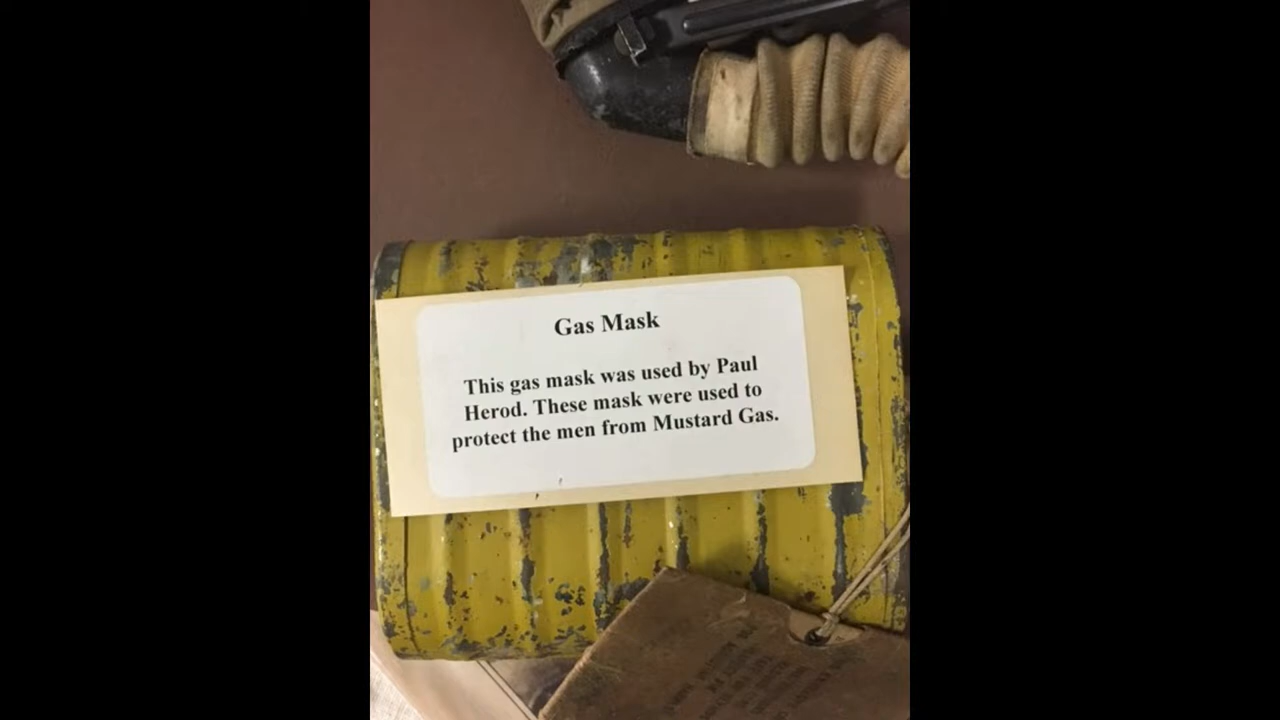 Gas Mask
This gas mask was used by Paul
Herod. These mask were used to
protect the men from Mustard Gas.